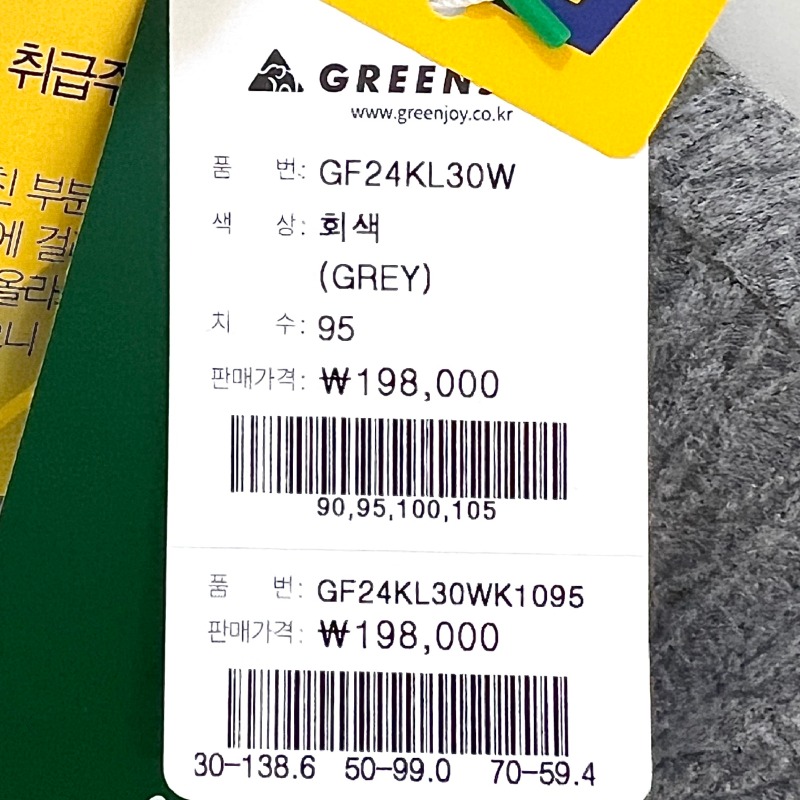 취급
부분
에 걸
올라
니
GREEN
www.greenjoy.co.kr
품 번: GF24KL30W
색 상: 회색
(GREY)
치 수: 95
판매가격: ₩198,000
90,95,100,105
품 번: GF24KL30WK1095
판매가격: ₩198,000
30-138.6 50-99.0 70-59.4